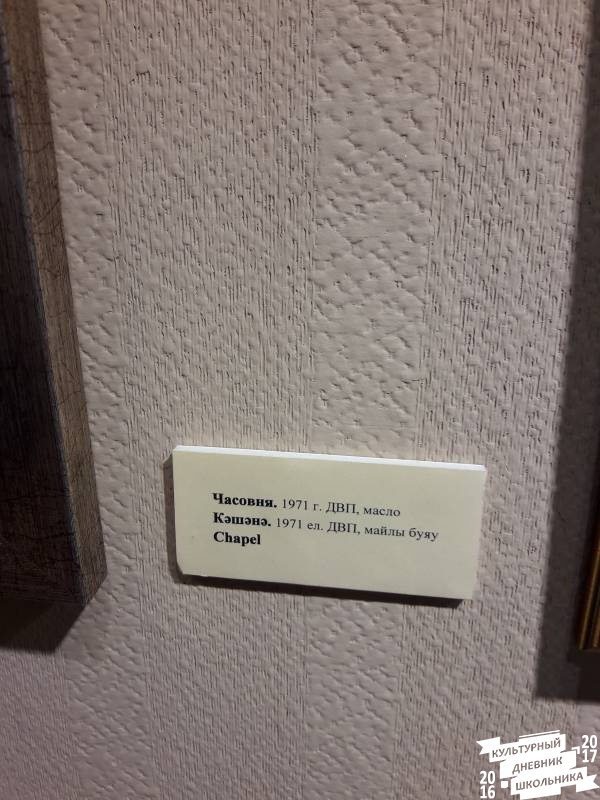 Часовня. 1971 г. ДВП, масло
Кәшәнә. 1971 ел. ДВП, майлы буяу
Chapel
КУЛЬТУРНЫЙ
ДНЕВНИК
ШКОЛЬНИКА
2016
2017